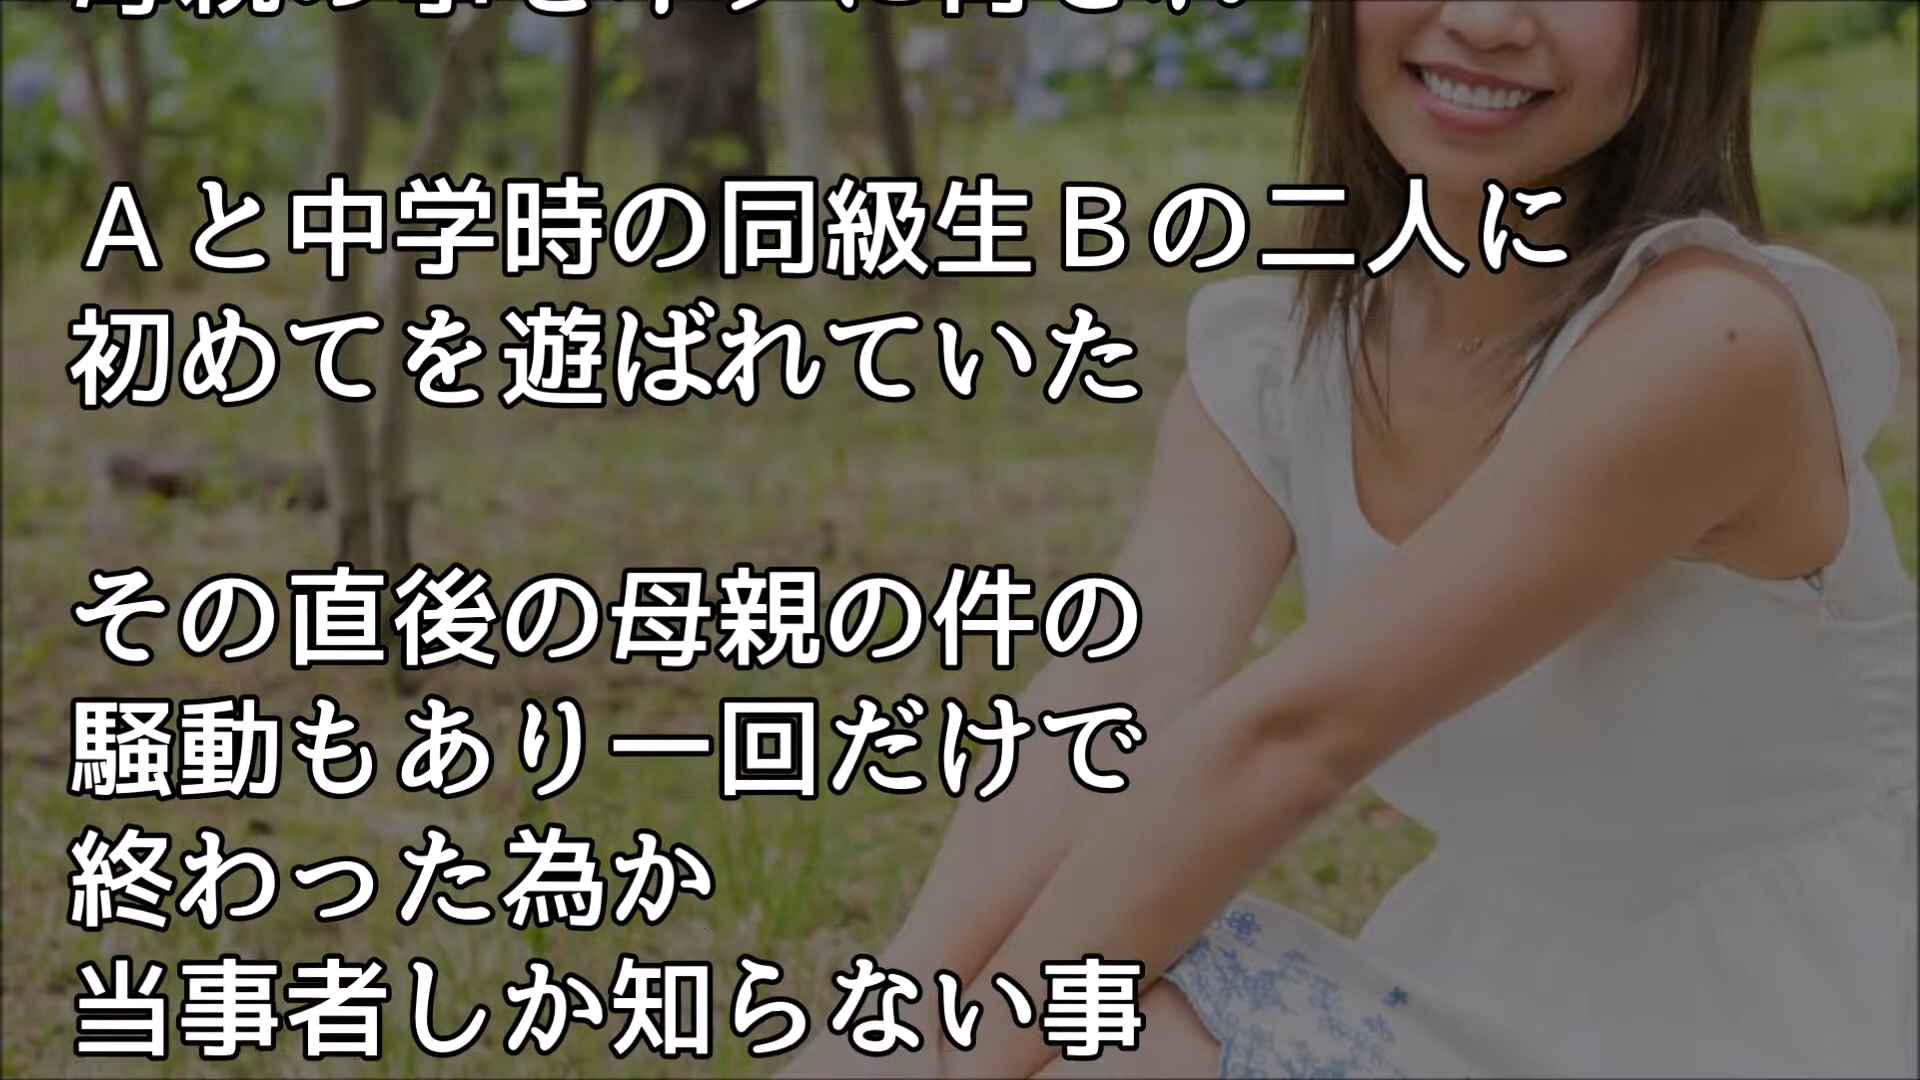 Ａと中学時の同級生Ｂの二人に
初めてを遊ばれていた
その直後の母親の件の
騒動もあり一回だけで
終わった為か
当事者しか知らない事